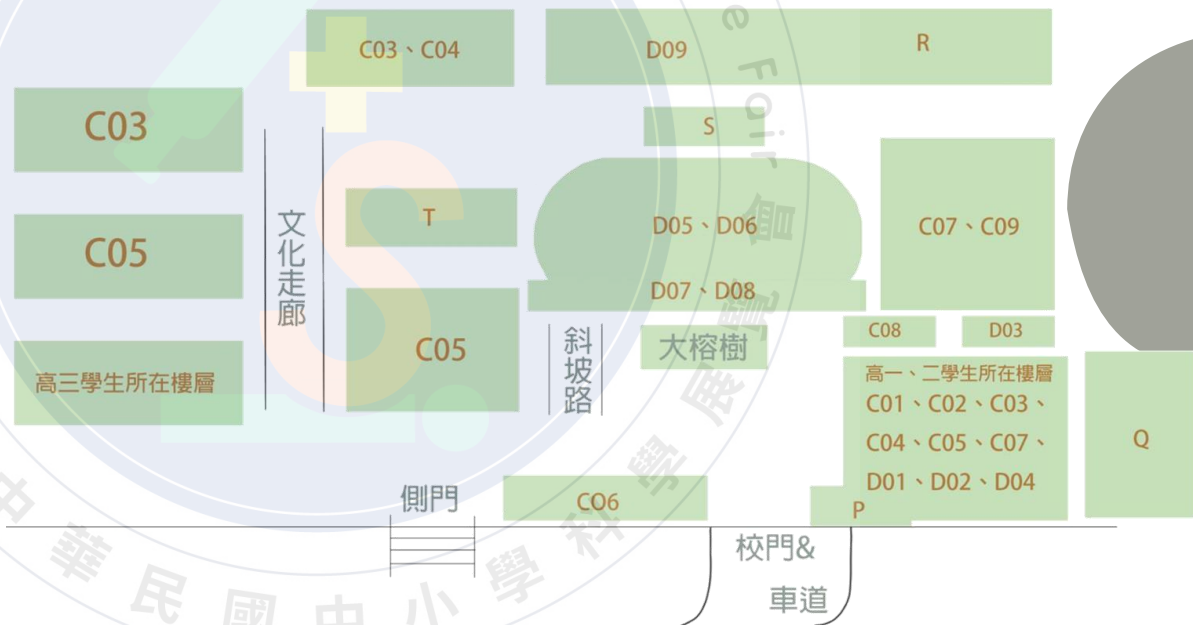 C03、C04
D09
R
C03
S
文化走廊
T
D05、D06
C07、C09
C05
D07、D08
C05
斜坡路
大榕樹
C08
D03
高三學生所在樓層
高一、二學生所在樓層
C01、C02、C03、
C04、C05、C07、
D01、D02、D04
Q
側門
CO6
P
校門&
車道
中華民國中小學科學展覽會
e Fair
S